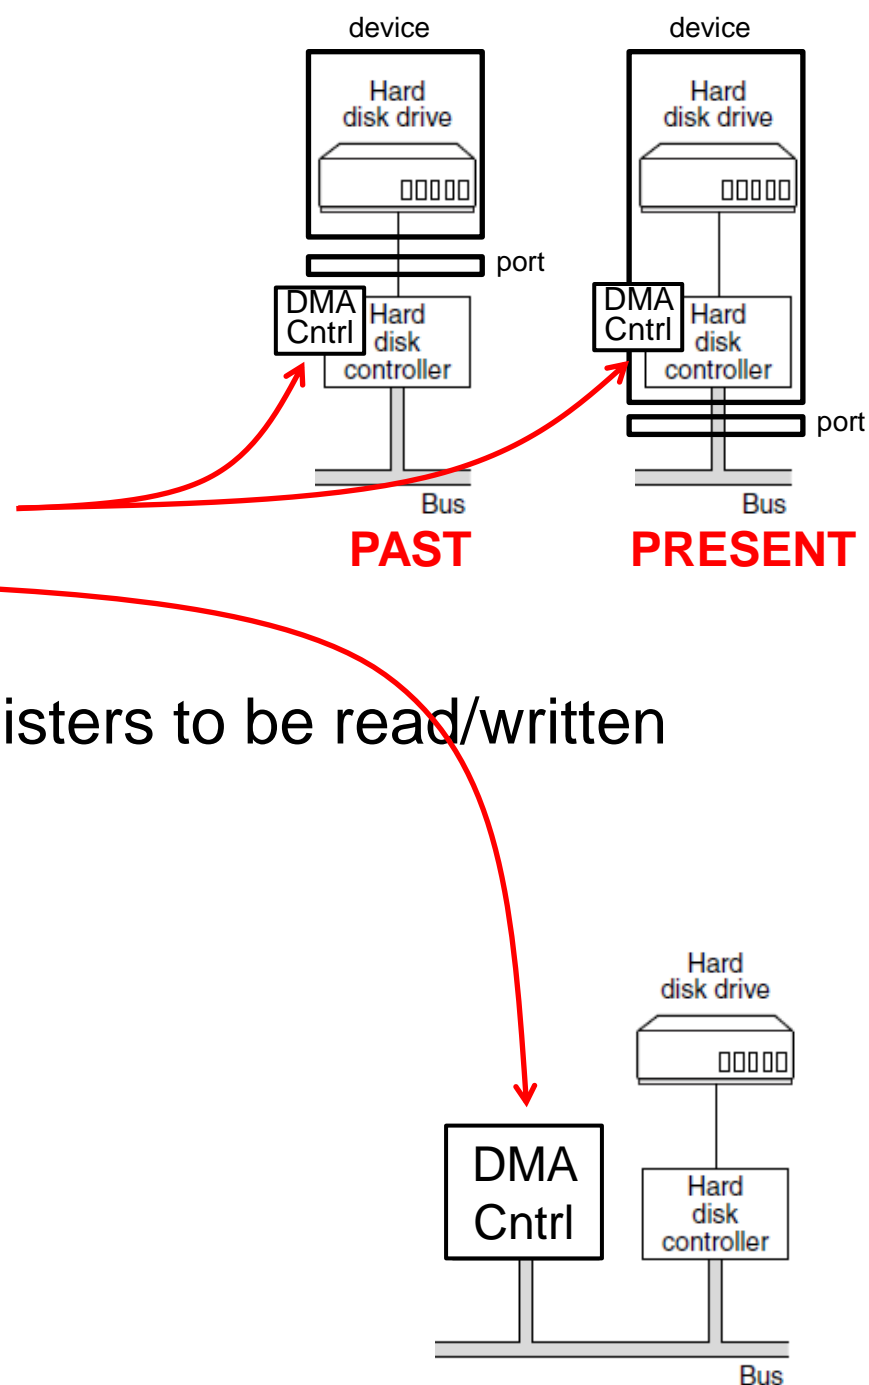 device
Hard
disk drive
port
DMA
Cntrl
Hard
disk
controller
Bus
PAST
device
Hard
disk drive
DMA
Cntrl
Hard
disk
controller
port
Bus
PRESENT
isters to be read/written
Hard
disk drive
DMA
Cntrl
Hard
disk
controller
Bus